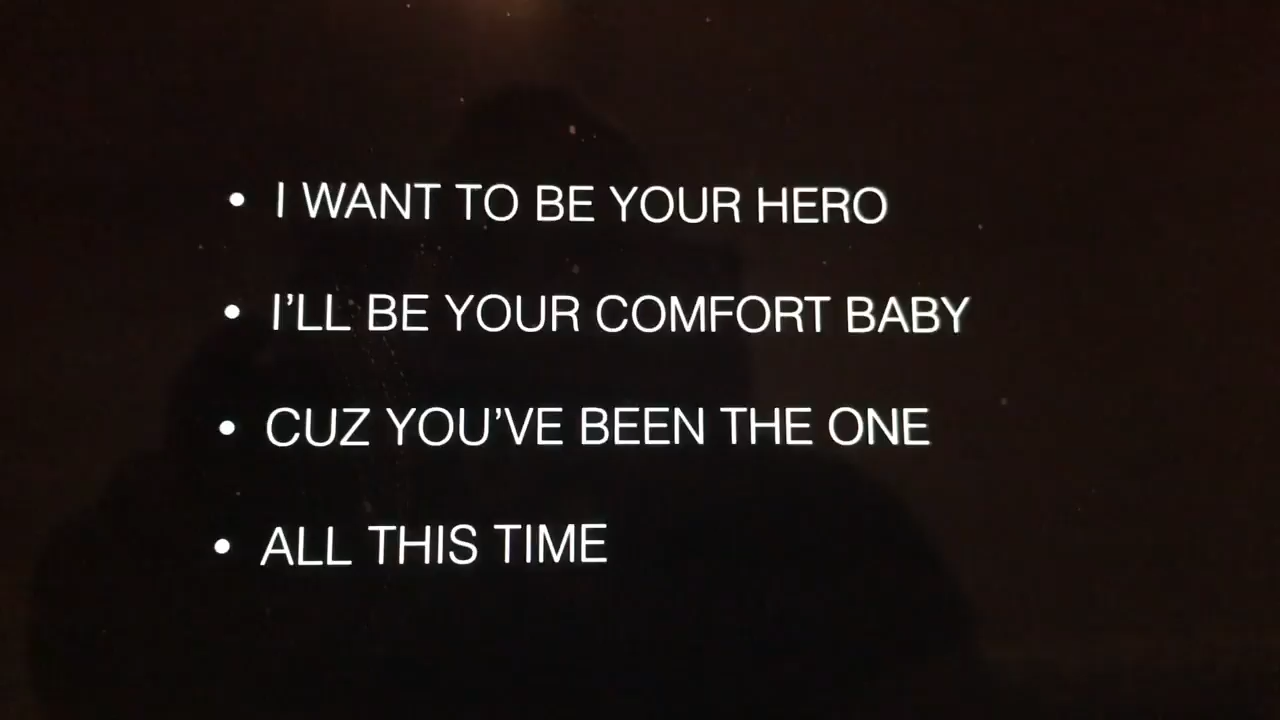 • I WANT TO BE YOUR HERO
• I'LL BE YOUR COMFORT BABY
• CUZ YOU'VE BEEN THE ONE
• ALL THIS TIME